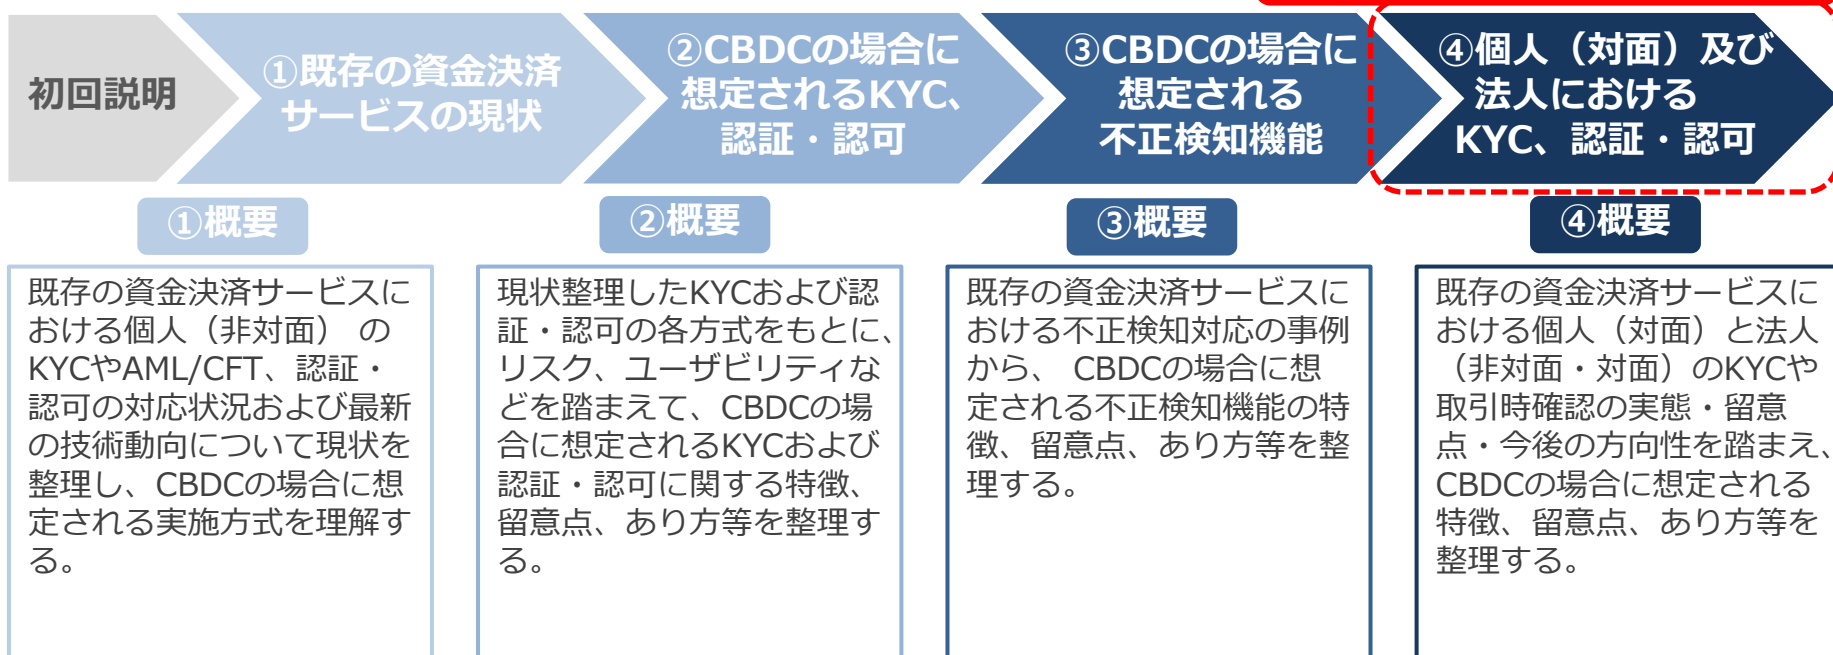 初回説明
①既存の資金決済
サービスの現状
②CBDCの場合に
想定されるKYC、
認証・認可
③CBDCの場合に
想定される
不正検知機能
④個人（対面）及び
法人における
KYC、認証・認可
①概要
既存の資金決済サービスに
おける個人（非対面） の
KYCやAML/CFT、認証・
認可の対応状況および最新
の技術動向について現状を
整理し、CBDCの場合に想
定される実施方式を理解す
る。
②概要
現状整理したKYCおよび認
証・認可の各方式をもとに、
リスク、ユーザビリティな
どを踏まえて、CBDCの場
合に想定されるKYCおよび
認証・認可に関する特徴、
留意点、あり方等を整理す
る。
③概要
既存の資金決済サービスに
おける不正検知対応の事例
から、 CBDCの場合に想
定される不正検知機能の特
徴、留意点、あり方等を整
理する。
④概要
既存の資金決済サービスに
おける個人（対面）と法人
（非対面・対面）のKYCや
取引時確認の実態・留意
点・今後の方向性を踏まえ、
CBDCの場合に想定される
特徴、留意点、あり方等を
整理する。